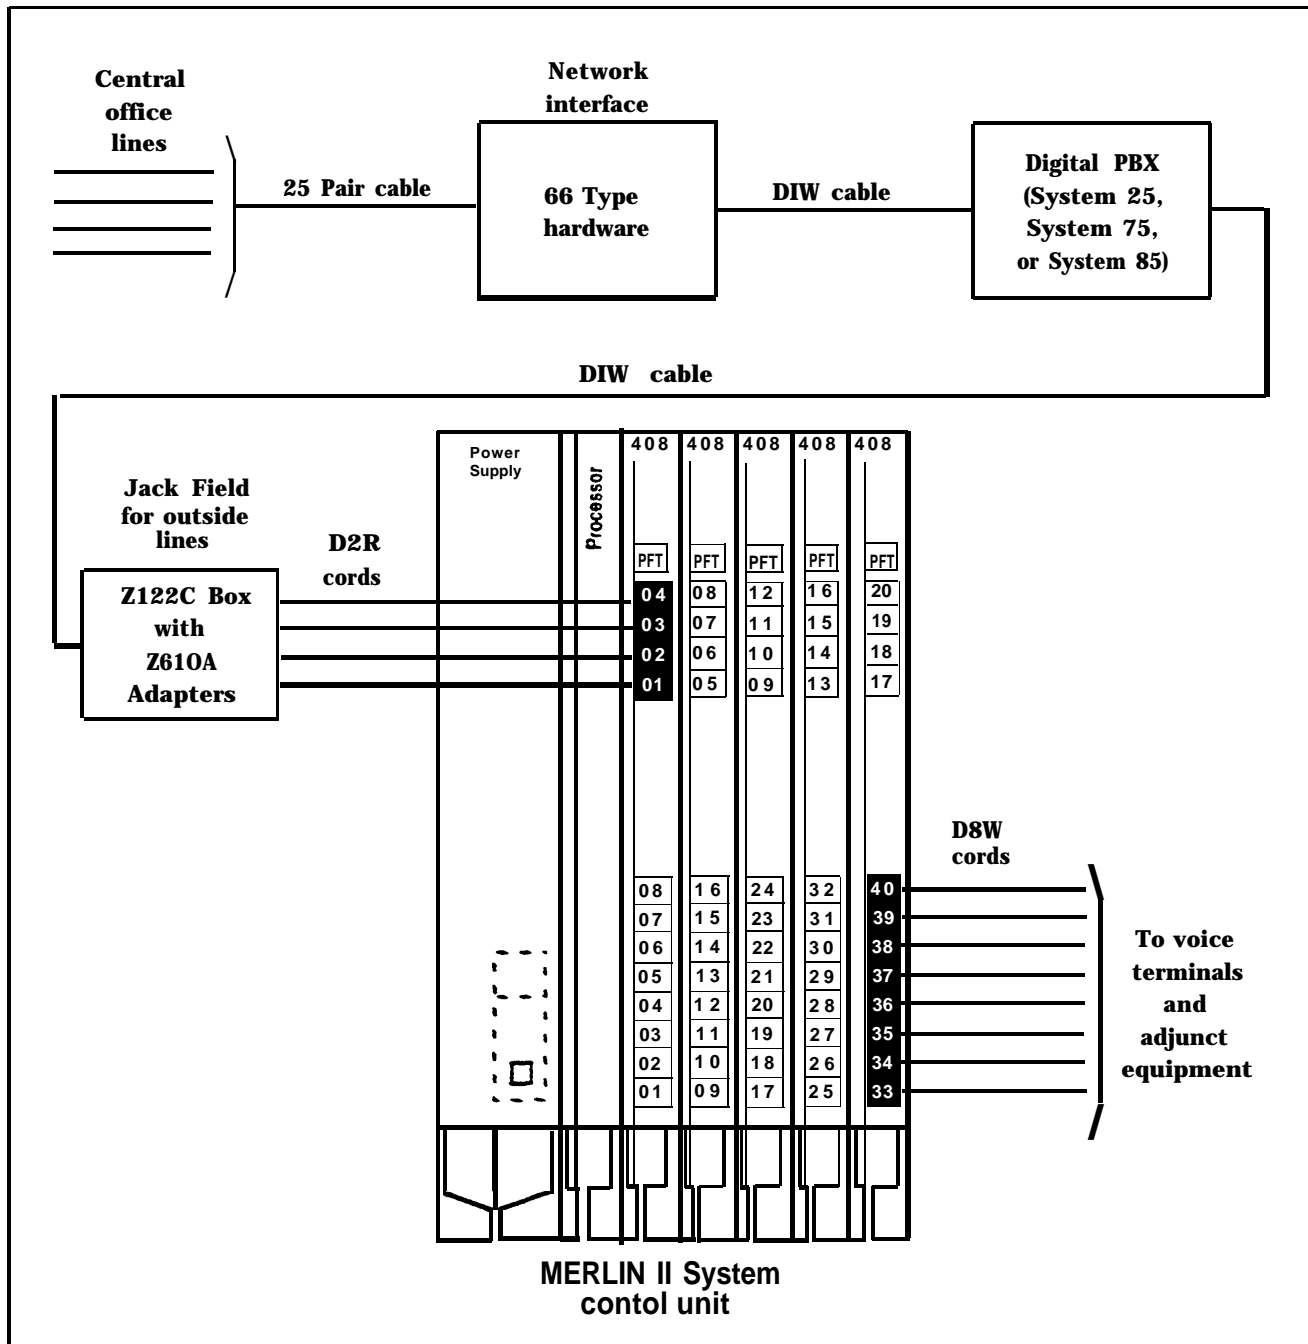 Central
office
lines
25 Pair cable
Network
interface
66 Type
hardware
DIW cable
Digital PBX
(System 25,
System 75,
or System 85)
DIW cable
Jack Field
for outside
lines
Z122C Box
with
Z610A
Adapters
D2R
cords
Power
Supply
Processor
408 408 408 408 408
PFT PFT PFT PFT PFT
04 08 12 16 20
03 07 11 15 19
02 06 10 14 18
01 05 09 13 17
08 16 24 32 40
07 15 23 31 39
06 14 22 30 38
05 13 21 29 37
04 12 20 28 36
03 11 19 27 35
02 10 18 26 34
01 09 17 25 33
D8W
cords
To voice
terminals
and
adjunct
equipment
MERLIN II System
contol unit